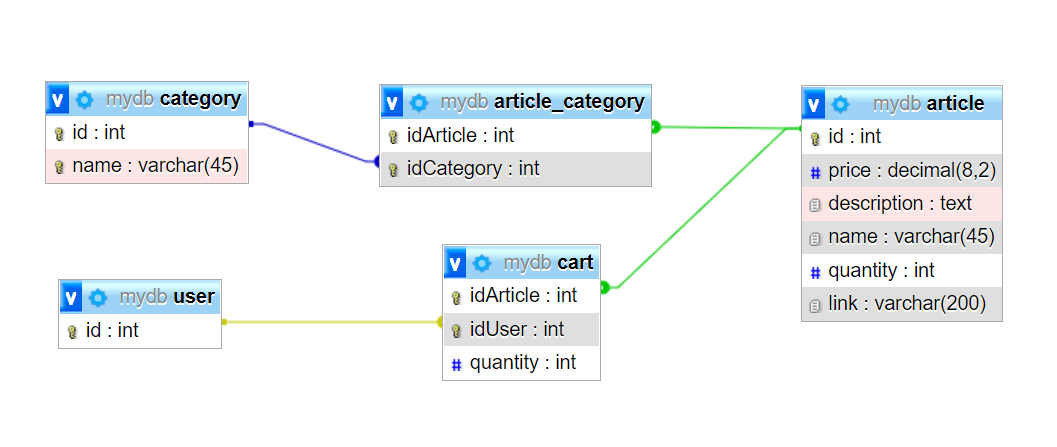 v mydb category
id : int
name : varchar(45)
v mydb article_category
idArticle : int
idCategory : int
v mydb article
id : int
# price : decimal(8,2)
description : text
name : varchar(45)
# quantity : int
link : varchar(200)
v mydb user
id : int
v mydb cart
idArticle : int
idUser : int
# quantity : int